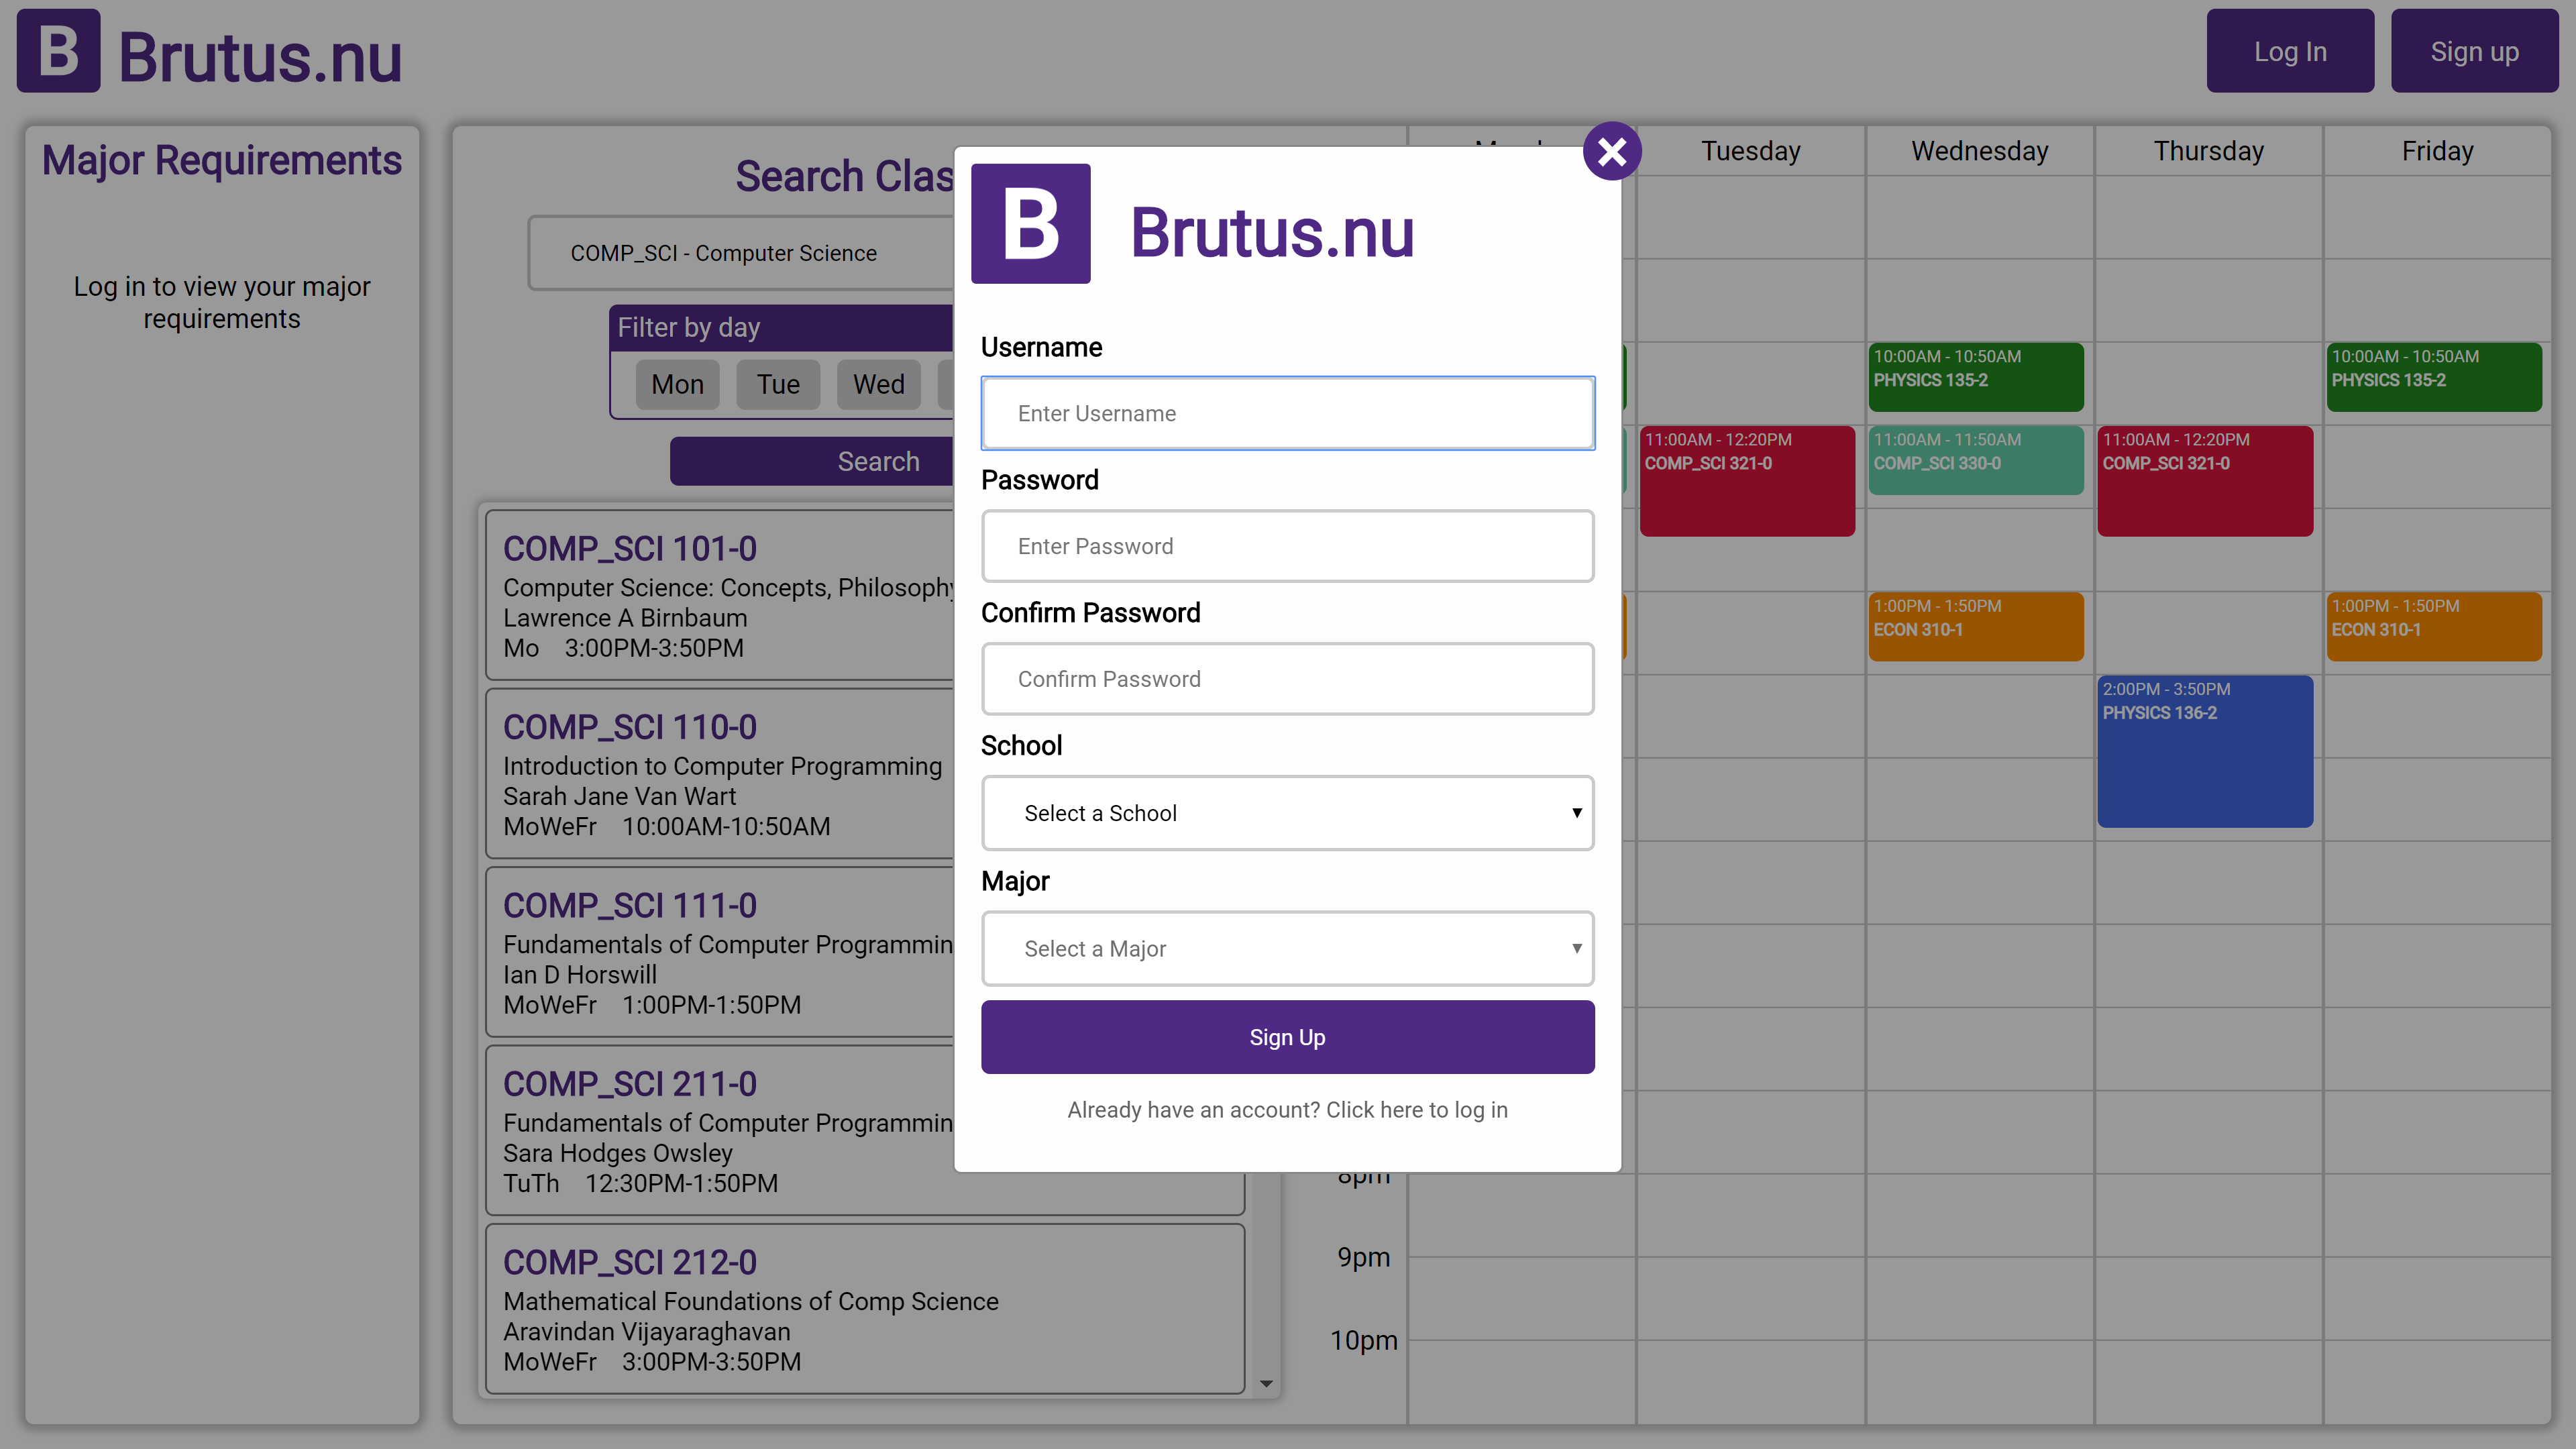 B Brutus.nu
Log In
Sign up
Major Requirements
Log in to view your major
requirements
Search Clas
COMP_SCI - Computer Science
Filter by day
Mon Tue Wed
Search
COMP_SCI 101-0
Computer Science: Concepts, Philosophy
Lawrence A Birnbaum
Mo 3:00PM-3:50PM
COMP_SCI 110-0
Introduction to Computer Programming
Sarah Jane Van Wart
MoWeFr 10:00AM-10:50AM
COMP_SCI 111-0
Fundamentals of Computer Programmin
Ian D Horswill
MoWeFr 1:00PM-1:50PM
COMP_SCI 211-0
Fundamentals of Computer Programmin
Sara Hodges Owsley
TuTh 12:30PM-1:50PM
COMP_SCI 212-0
Mathematical Foundations of Comp Science
Aravindan Vijayaraghavan
MoWeFr 3:00PM-3:50PM
B Brutus.nu
Username
Enter Username
Password
Enter Password
Confirm Password
Confirm Password
School
Select a School
Major
Select a Major
Sign Up
Already have an account? Click here to log in
8pm
9pm
10pm
Tuesday Wednesday Thursday Friday
11:00AM - 12:20PM
COMP_SCI 321-0
10:00AM - 10:50AM
PHYSICS 135-2
11:00AM - 11:50AM
COMP_SCI 330-0
1:00PM - 1:50PM
ECON 310-1
11:00AM - 12:20PM
COMP_SCI 321-0
2:00PM - 3:50PM
PHYSICS 136-2
10:00AM - 10:50AM
PHYSICS 135-2
1:00PM - 1:50PM
ECON 310-1